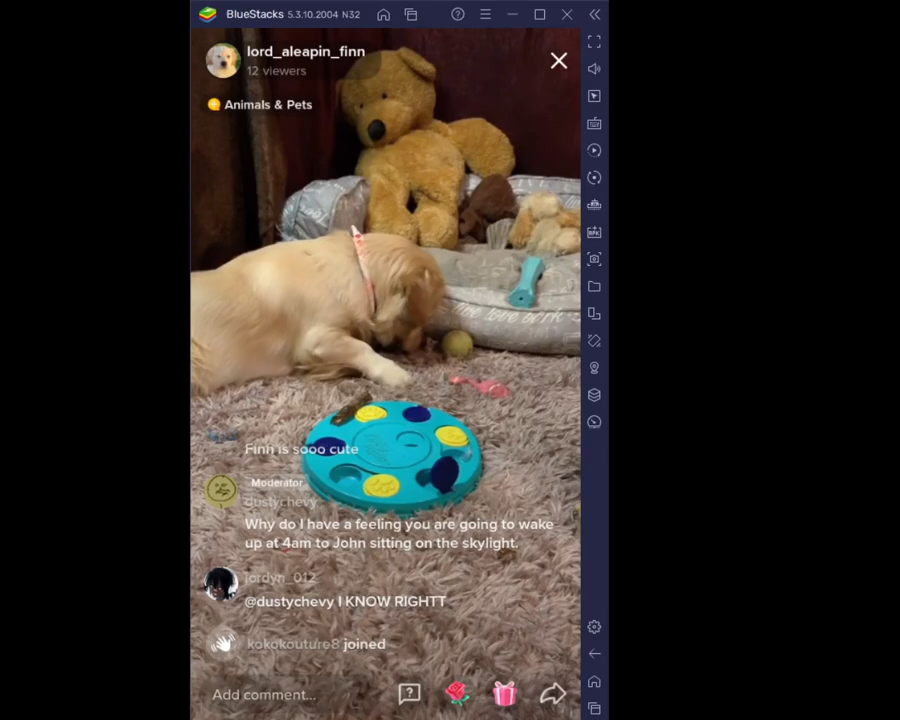 BlueStacks 5.3.10.2004 N32
lord_aleapin_finn
12 viewers
Animals & Pets
Finn is sooo cute
Moderator
dustychevy
Why do I have a feeling you are going to wake
up at 4am to John sitting on the skylight.
jordyn_012
@dustychevy I KNOW RIGHTT
kokokouture8 joined
Add comment...